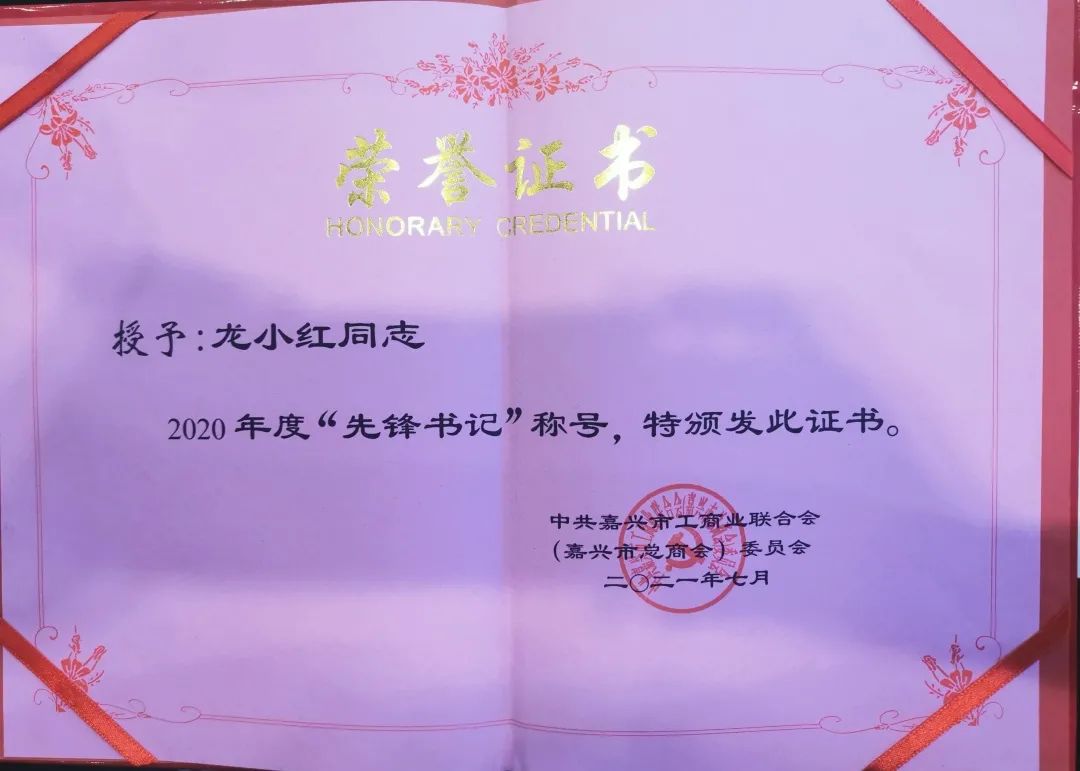 荣誉证书
HONORARY CREDENTIAL
授予：龙小红同志
2020年度“先锋书记”称号，特颁发此证书。
中共嘉兴市工商业联合会
（嘉兴市总商会）委员会
二〇二一年七月